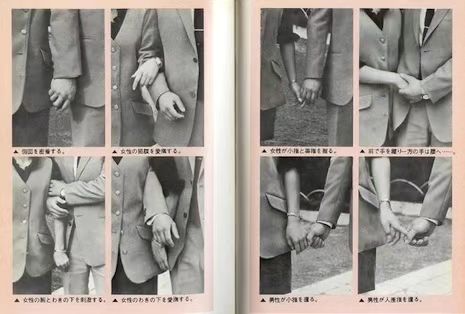 ▲ 側面を密着する。
▲ 女性の前腕を愛撫する。
▲ 女性の腕とわきの下を刺激する。
▲ 女性のわきの下を愛撫する。
▲ 女性が小指と薬指を握る。
▲ 前で手を握り一方の手は腰へ……。
▲ 男性が小指を握る。
▲ 男性が人差指を握る。